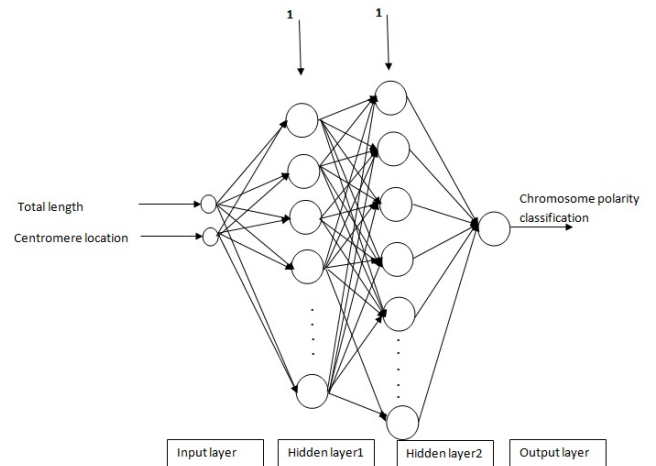 1
1
Total length
Centromere location
Chromosome polarity
classification
Input layer
Hidden layer1
Hidden layer2
Output layer